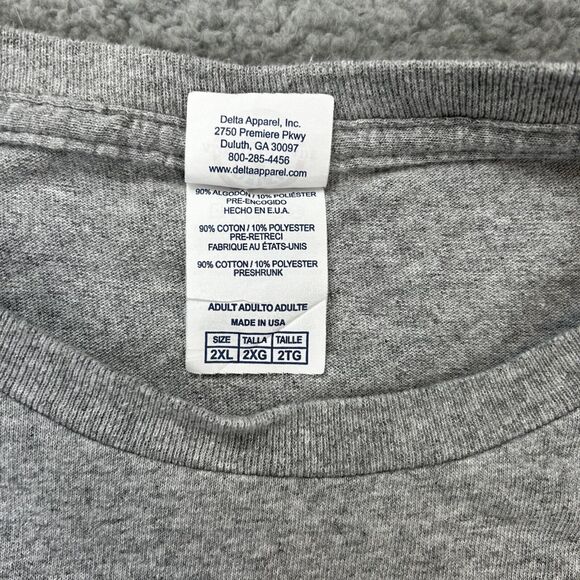 Delta Apparel, Inc.
2750 Premiere Pkwy
Duluth, GA 30097
800-285-4456
www.deltaapparel.com
90% ALGODÓN / 10% POLIÉSTER
PRE-ENCOGIDO
HECHO EN E.U.A.
90% COTON / 10% POLYESTER
PRE-RETRECI
FABRIQUE AU ÉTATS-UNIS
90% COTTON / 10% POLYESTER
PRESHRUNK
ADULT ADULTO ADULTE
MADE IN USA
SIZE TALLA TAILLE
2XL 2XG 2TG